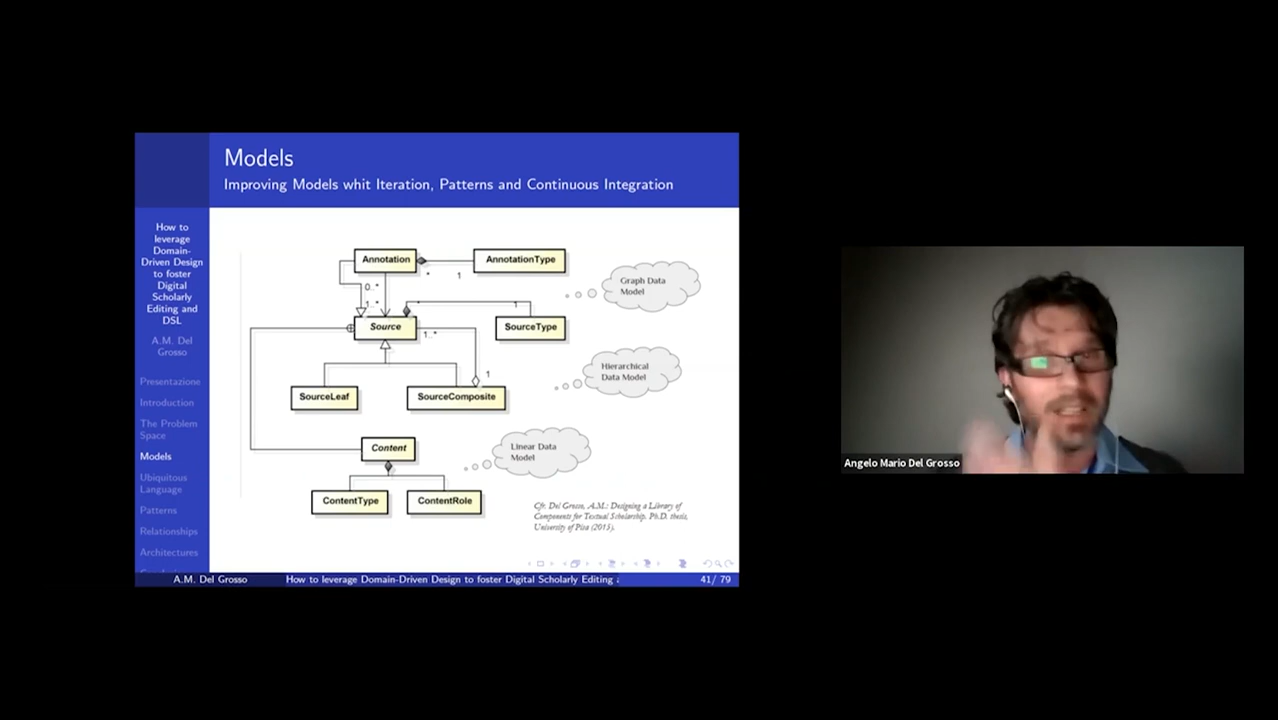 Models
Improving Models whit Iteration, Patterns and Continuous Integration
How to
leverage
Domain-
Driven Design
to foster
Digital
Scholarly
Editing and
DSL
A.M. Del
Grosso
Presentazione
Introduction
The Problem
Space
Models
Ubiquitous
Language
Patterns
Relationships
Architectures
Annotation
AnnotationType
*
1
0..*
1..*
*
1
Source
1..*
SourceType
1
SourceLeaf
SourceComposite
Content
ContentType
ContentRole
Graph Data
Model
Hierarchical
Data Model
Linear Data
Model
Cfr. Del Grosso, A.M.: Designing a Library of
Components for Textual Scholarship. Ph.D. thesis,
University of Pisa (2015).
A.M. Del Grosso
How to leverage Domain-Driven Design to foster Digital Scholarly Editing a
41/ 79
Angelo Mario Del Grosso